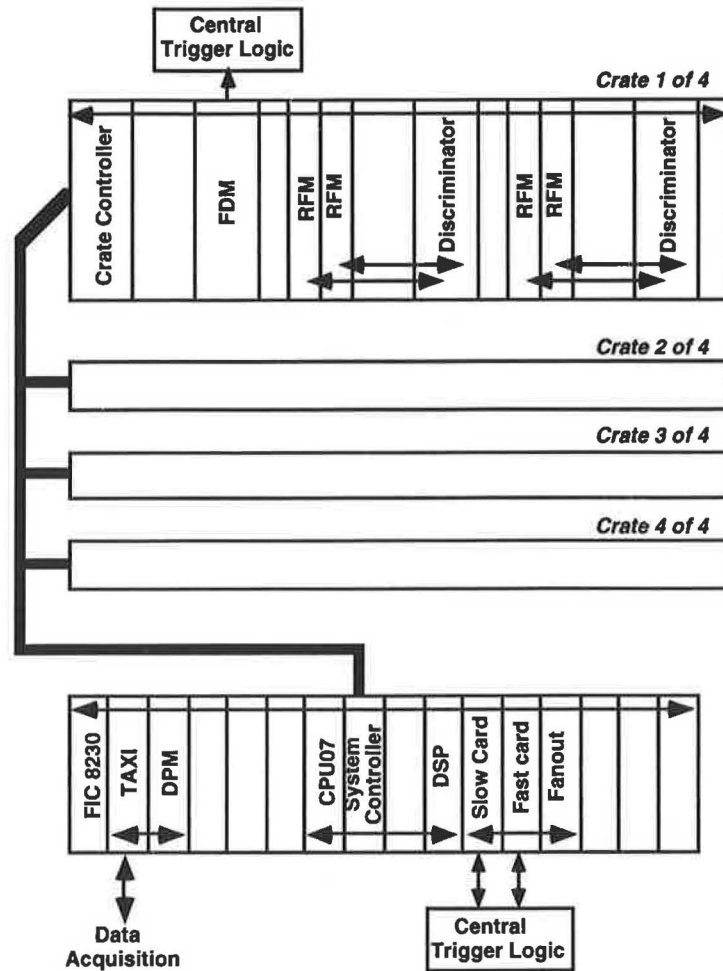 Central
Trigger Logic
Crate 1 of 4
Crate Controller
FDM
RFM
RFM
Discriminator
RFM
RFM
Discriminator
Crate 2 of 4
Crate 3 of 4
Crate 4 of 4
FIC 8230
TAXI
DPM
CPU07
System
Controller
DSP
Slow Card
Fast card
Fanout
Data
Acquisition
Central
Trigger Logic